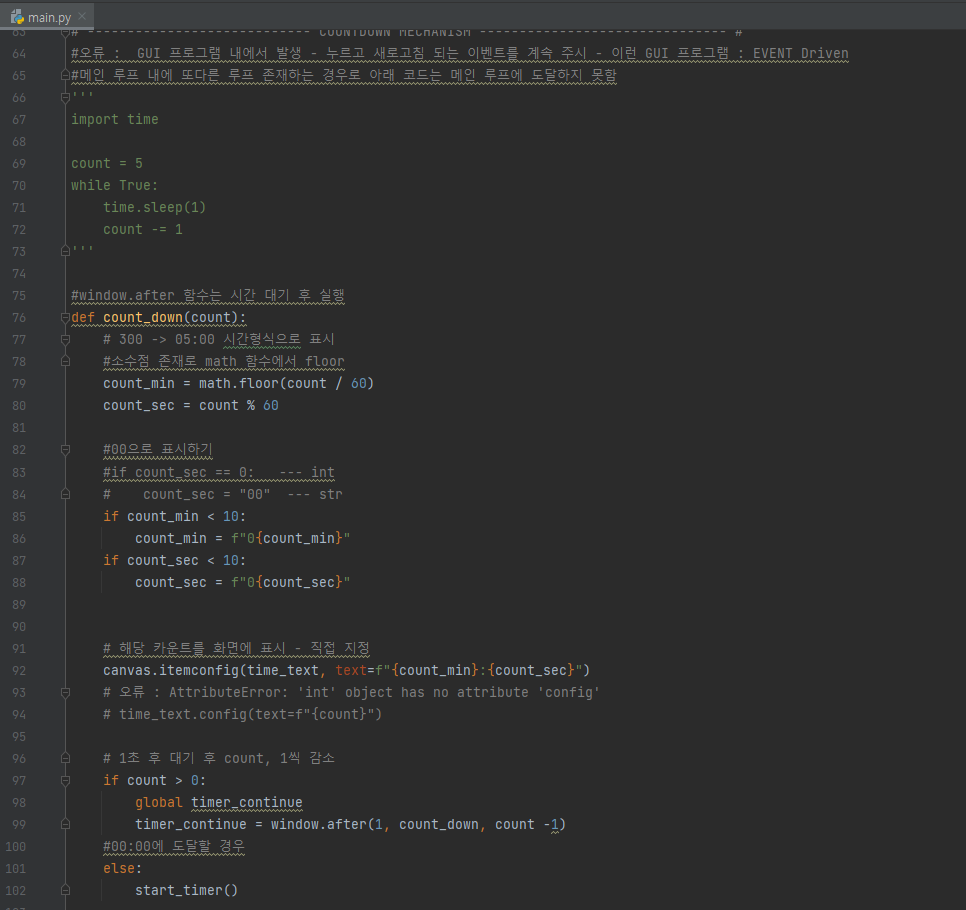 main.py
63 # ---------------------------- COUNTDOWN MECHANISM ------------------------------- #
64 #오류 :  GUI 프로그램 내에서 발생 - 누르고 새로고침 되는 이벤트를 계속 주시 - 이런 GUI 프로그램 : EVENT Driven
65 #메인 루프 내에 또다른 루프 존재하는 경우로 아래 코드는 메인 루프에 도달하지 못함
66 '''
67 import time
68
69 count = 5
70 while True:
71     time.sleep(1)
72     count -= 1
73 '''
74
75 #window.after 함수는 시간 대기 후 실행
76 def count_down(count):
77     # 300 -> 05:00 시간형식으로 표시
78     #소수점 존재로 math 함수에서 floor
79     count_min = math.floor(count / 60)
80     count_sec = count % 60
81
82     #00으로 표시하기
83     #if count_sec == 0:   --- int
84     #    count_sec = "00"  --- str
85     if count_min < 10:
86         count_min = f"0{count_min}"
87     if count_sec < 10:
88         count_sec = f"0{count_sec}"
89
90
91     # 해당 카운트를 화면에 표시 - 직접 지정
92     canvas.itemconfig(time_text, text=f"{count_min}:{count_sec}")
93     # 오류 : AttributeError: 'int' object has no attribute 'config'
94     # time_text.config(text=f"{count}")
95
96     # 1초 후 대기 후 count, 1씩 감소
97     if count > 0:
98         global timer_continue
99         timer_continue = window.after(1, count_down, count -1)
100     #00:00에 도달할 경우
101     else:
102         start_timer()